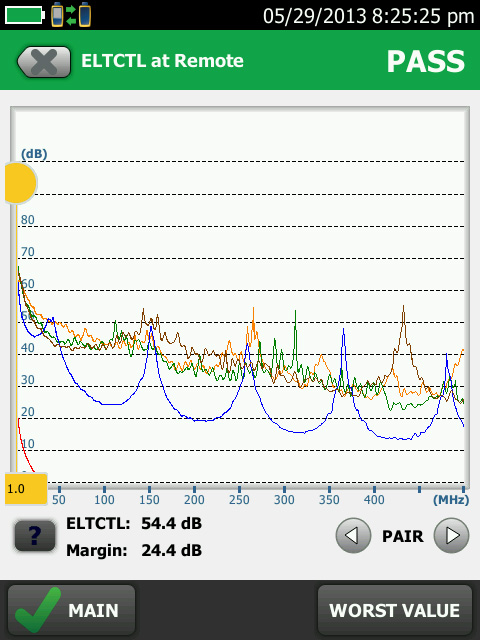 05/29/2013 8:25:25 pm
ELTCTL at Remote
PASS
(dB)
80
70
60
50
40
30
20
10
0
1.0
50 100 150 200 250 300 350 400 (MHz)
?
ELTCTL: 54.4 dB
PAIR
Margin: 24.4 dB
MAIN
WORST VALUE